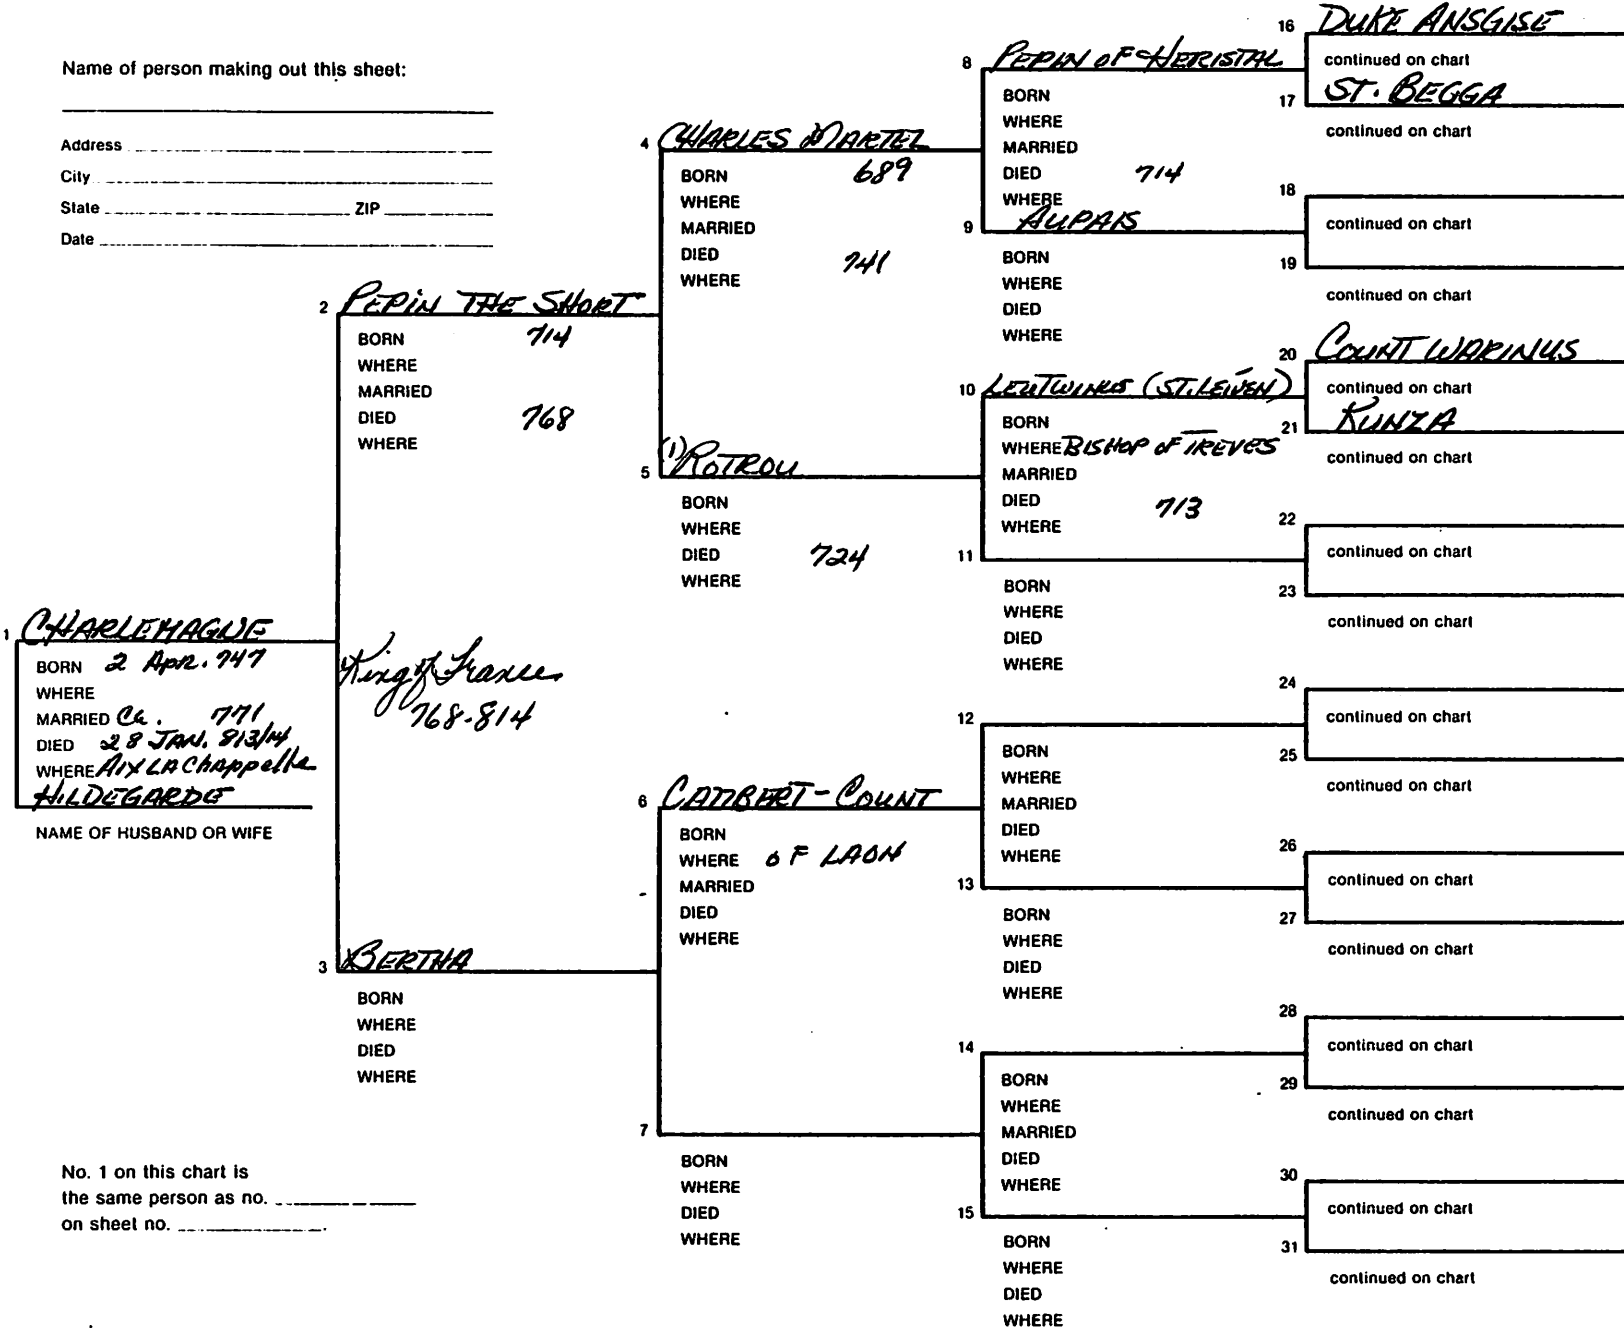 Name of person making out this sheet:
Address
City
State ZIP
Date
1 CHARLEMAGNE
BORN 2 Apr. 747
WHERE
MARRIED Ca. 771
DIED 28 JAN. 813/14
WHERE AIX LA Chappelle
HILDEGARDE
NAME OF HUSBAND OR WIFE
King of France
768-814
No. 1 on this chart is
the same person as no.
on sheet no.
2 PEPIN THE SHORT
BORN 714
WHERE
MARRIED
DIED 768
WHERE
3 BERTHA
BORN
WHERE
DIED
WHERE
4 CHARLES MARTEL
BORN 689
WHERE
MARRIED
DIED 741
WHERE
5 (1) ROTROU
BORN
WHERE
DIED 724
WHERE
6 CANBERT - COUNT
BORN
WHERE OF LAON
MARRIED
DIED
WHERE
7
BORN
WHERE
DIED
WHERE
8 PEPIN OF HERISTAL
BORN
WHERE
MARRIED
DIED 714
WHERE
9 AUPAIS
BORN
WHERE
DIED
WHERE
10 LEUTWINUS (ST. LEIVEN)
BORN
WHERE BISHOP OF TREVES
MARRIED
DIED 713
WHERE
11
BORN
WHERE
DIED
WHERE
12
BORN
WHERE
MARRIED
DIED
WHERE
13
BORN
WHERE
DIED
WHERE
14
BORN
WHERE
MARRIED
DIED
WHERE
15
BORN
WHERE
DIED
WHERE
16 DUKE ANSGISE
continued on chart
17 ST. BEGGA
continued on chart
18
continued on chart
19
continued on chart
20 COUNT WARINUS
continued on chart
21 KUNZA
continued on chart
22
continued on chart
23
continued on chart
24
continued on chart
25
continued on chart
26
continued on chart
27
continued on chart
28
continued on chart
29
continued on chart
30
continued on chart
31
continued on chart